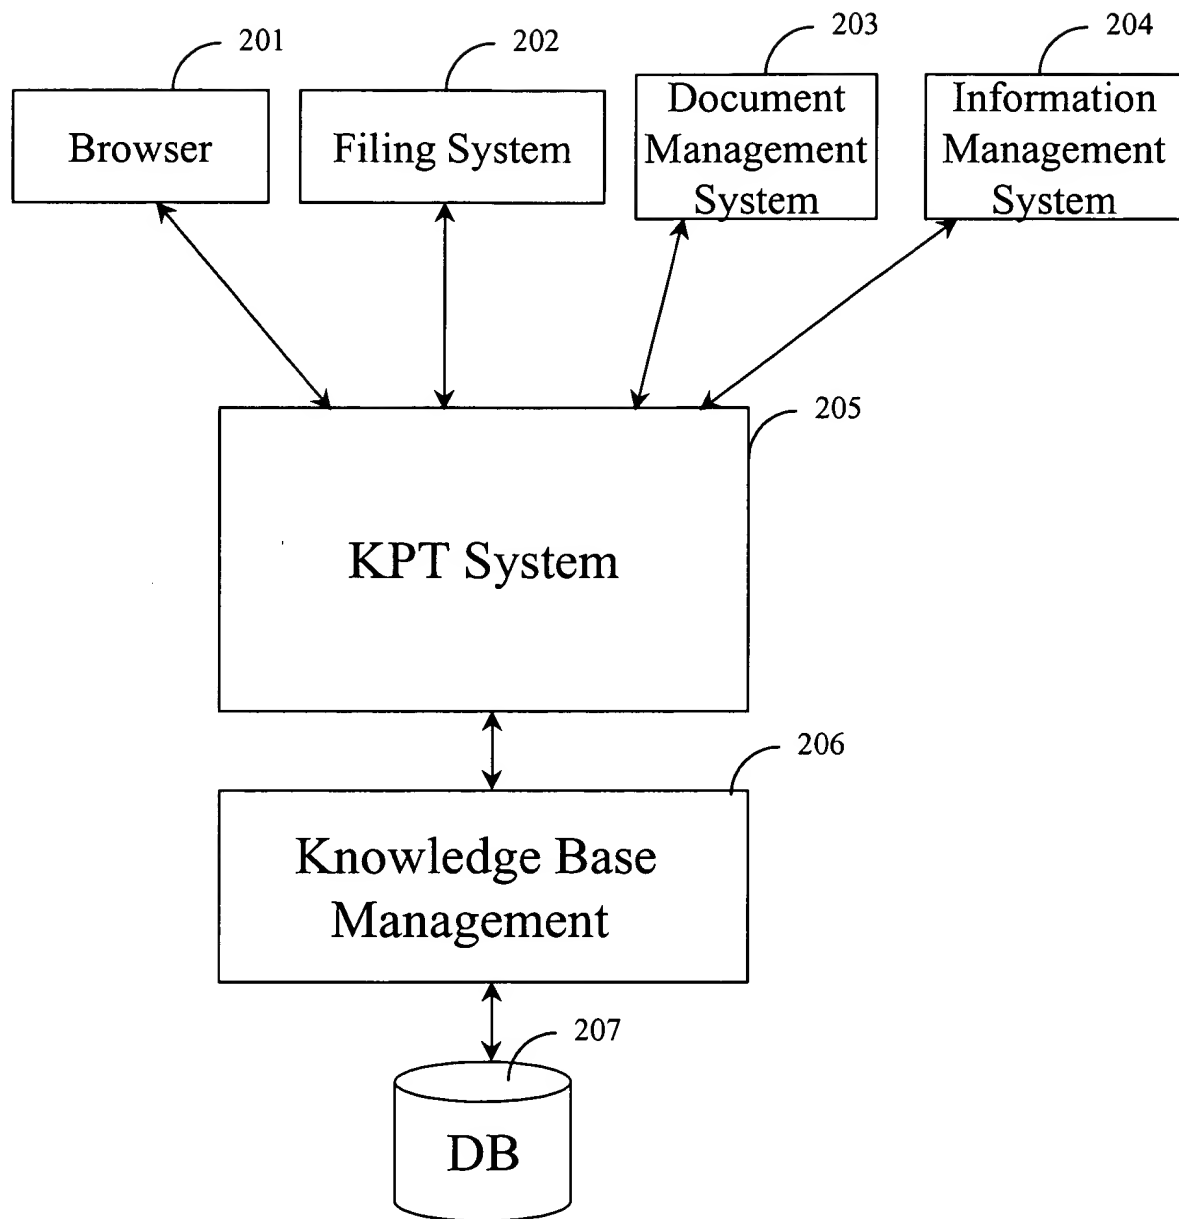 201
202
203
204
Browser
Filing System
Document
Management
System
Information
Management
System
205
KPT System
206
Knowledge Base
Management
207
DB